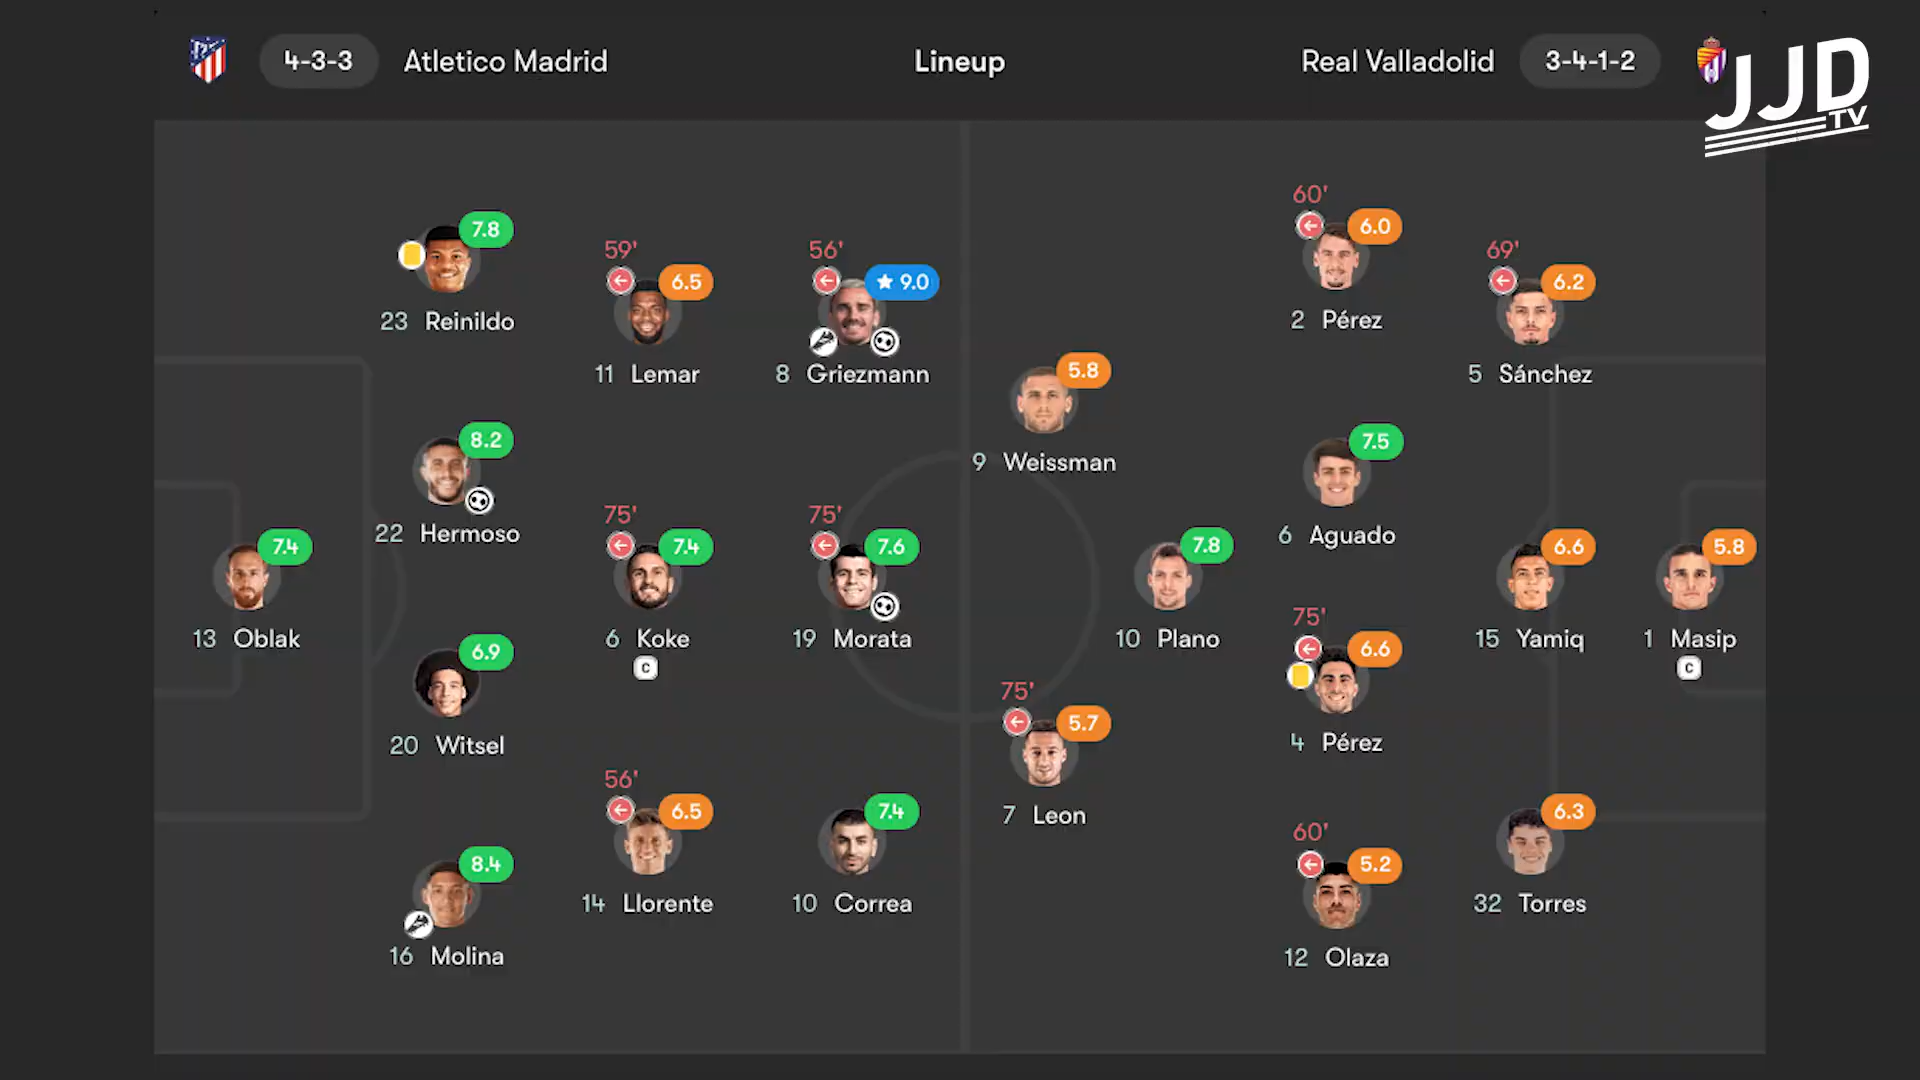 4-3-3 Atletico Madrid Lineup Real Valladolid 3-4-1-2
JJD
TV
7.8
23 Reinildo
59'
6.5
11 Lemar
56'
9.0
8 Griezmann
8.2
22 Hermoso
7.4
13 Oblak
75'
7.4
6 Koke
C
75'
7.6
19 Morata
6.9
20 Witsel
56'
6.5
14 Llorente
7.4
10 Correa
8.4
16 Molina
5.8
9 Weissman
75'
5.7
7 Leon
7.8
10 Plano
60'
6.0
2 Pérez
69'
6.2
5 Sánchez
7.5
6 Aguado
75'
6.6
4 Pérez
6.6
15 Yamiq
5.8
1 Masip
C
60'
5.2
12 Olaza
6.3
32 Torres